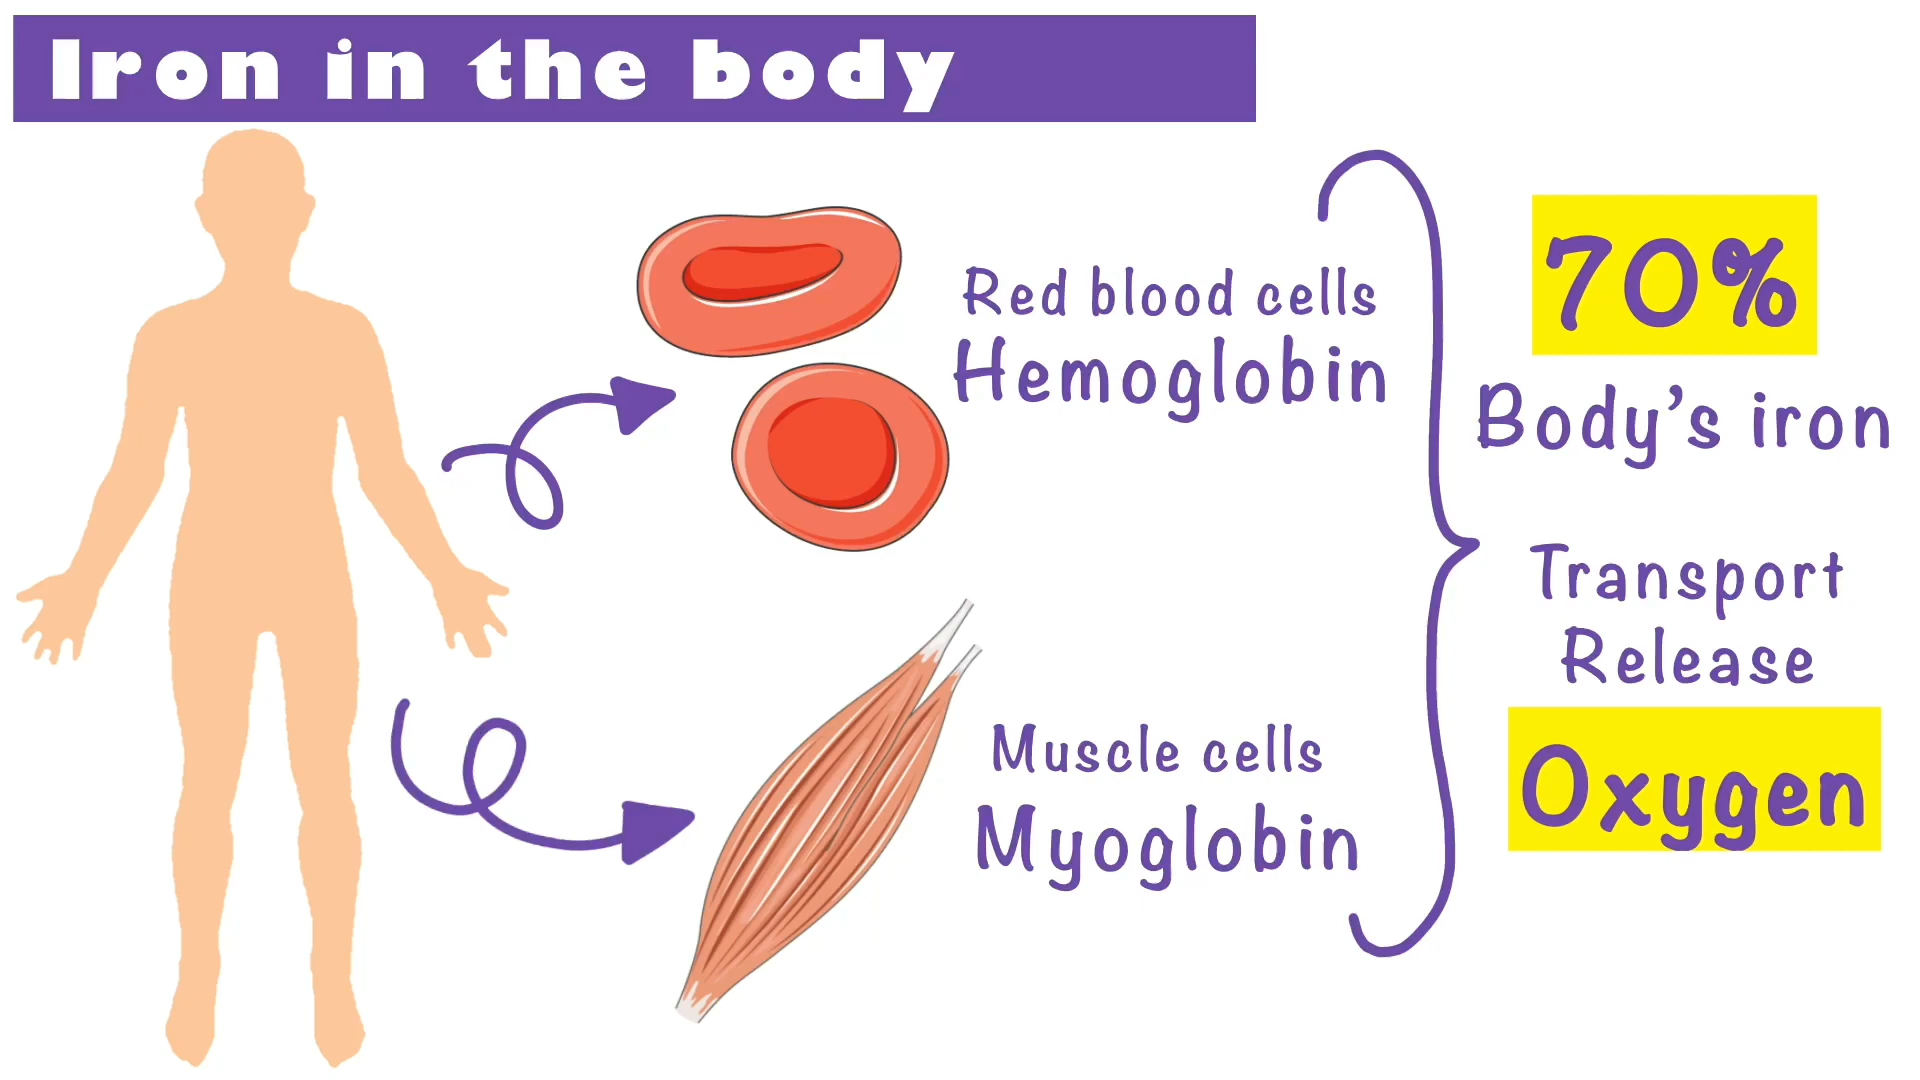 Iron in the body
Red blood cells
Hemoglobin
Muscle cells
Myoglobin
70%
Body's iron
Transport
Release
Oxygen